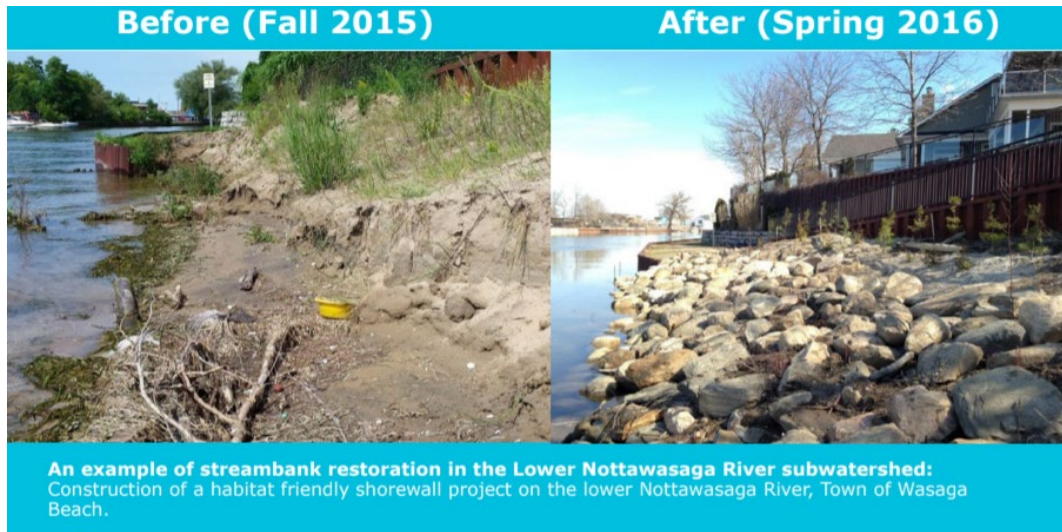 Before (Fall 2015)
After (Spring 2016)
An example of streambank restoration in the Lower Nottawasaga River subwatershed:
Construction of a habitat friendly shorewall project on the lower Nottawasaga River, Town of Wasaga
Beach.